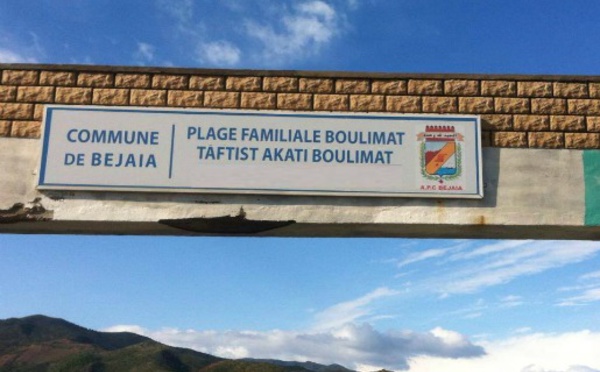 COMMUNE
DE BEJAIA
PLAGE FAMILIALE BOULIMAT
TAFTIST AKATI BOULIMAT
A.P.C BEJAIA